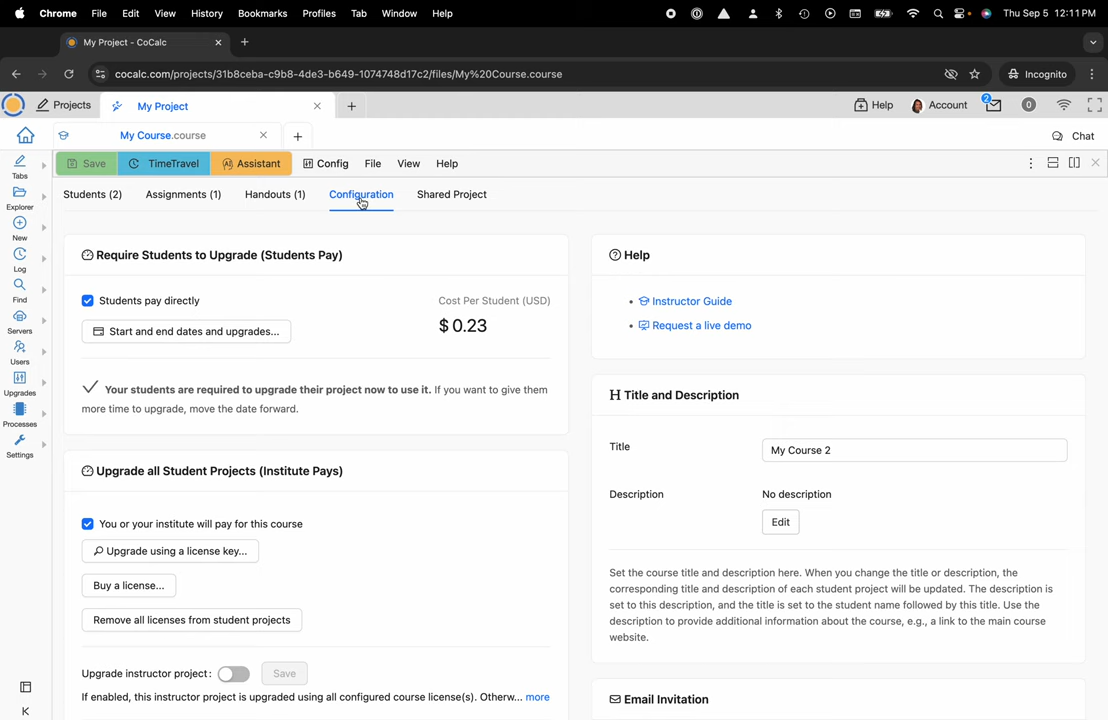 Chrome File Edit View History Bookmarks Profiles Tab Window Help Thu Sep 5 12:11 PM
My Project - CoCalc
cocalc.com/projects/31b8ceba-c9b8-4de3-b649-1074748d17c2/files/My%20Course.course Incognito
Projects My Project Help Account 2 0
My Course.course Chat
Save TimeTravel AI Assistant Config File View Help
Tabs
Explorer
New
Log
Find
Servers
Users
Upgrades
Processes
Settings
Students (2) Assignments (1) Handouts (1) Configuration Shared Project
Require Students to Upgrade (Students Pay)
Students pay directly
Cost Per Student (USD)
Start and end dates and upgrades...
$ 0.23
Your students are required to upgrade their project now to use it. If you want to give them
more time to upgrade, move the date forward.
Upgrade all Student Projects (Institute Pays)
You or your institute will pay for this course
Upgrade using a license key...
Buy a license...
Remove all licenses from student projects
Upgrade instructor project: Save
If enabled, this instructor project is upgraded using all configured course license(s). Otherw... more
Help
• Instructor Guide
• Request a live demo
Title and Description
Title My Course 2
Description No description
Edit
Set the course title and description here. When you change the title or description, the
corresponding title and description of each student project will be updated. The description is
set to this description, and the title is set to the student name followed by this title. Use the
description to provide additional information about the course, e.g., a link to the main course
website.
Email Invitation